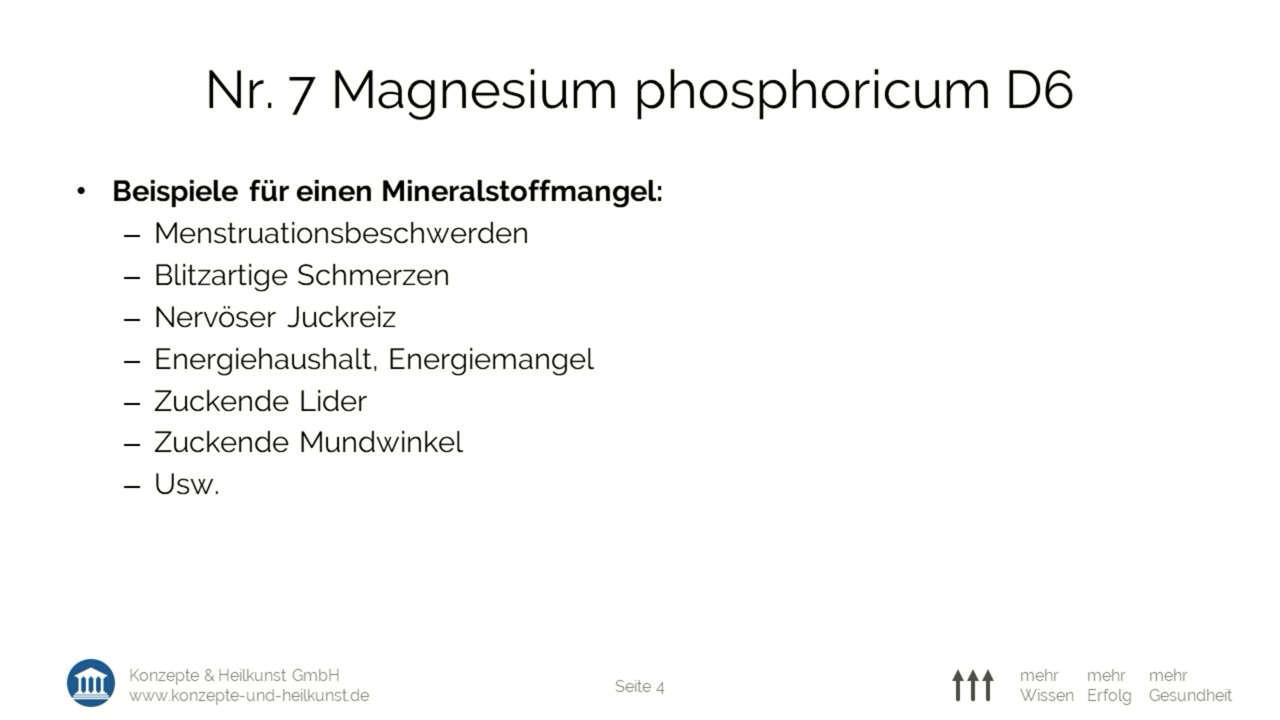 Nr. 7 Magnesium phosphoricum D6
• Beispiele für einen Mineralstoffmangel:
– Menstruationsbeschwerden
– Blitzartige Schmerzen
– Nervöser Juckreiz
– Energiehaushalt, Energiemangel
– Zuckende Lider
– Zuckende Mundwinkel
– Usw.
Konzepte & Heilkunst GmbH
www.konzepte-und-heilkunst.de
Seite 4
mehr mehr mehr
Wissen Erfolg Gesundheit